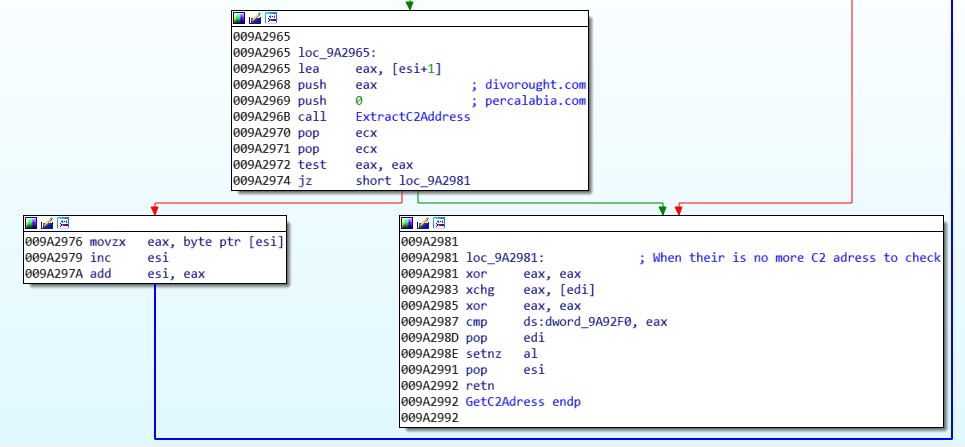 009A2965
009A2965 loc_9A2965:
009A2965 lea     eax, [esi+1]
009A2968 push    eax             ; divorought.com
009A2969 push    0               ; percalabia.com
009A296B call    ExtractC2Address
009A2970 pop     ecx
009A2971 pop     ecx
009A2972 test    eax, eax
009A2974 jz      short loc_9A2981
009A2976 movzx   eax, byte ptr [esi]
009A2979 inc     esi
009A297A add     esi, eax
009A2981
009A2981 loc_9A2981:             ; When their is no more C2 adress to check
009A2981 xor     eax, eax
009A2983 xchg    eax, [edi]
009A2985 xor     eax, eax
009A2987 cmp     ds:dword_9A92F0, eax
009A298D pop     edi
009A298E setnz   al
009A2991 pop     esi
009A2992 retn
009A2992 GetC2Adress endp
009A2992